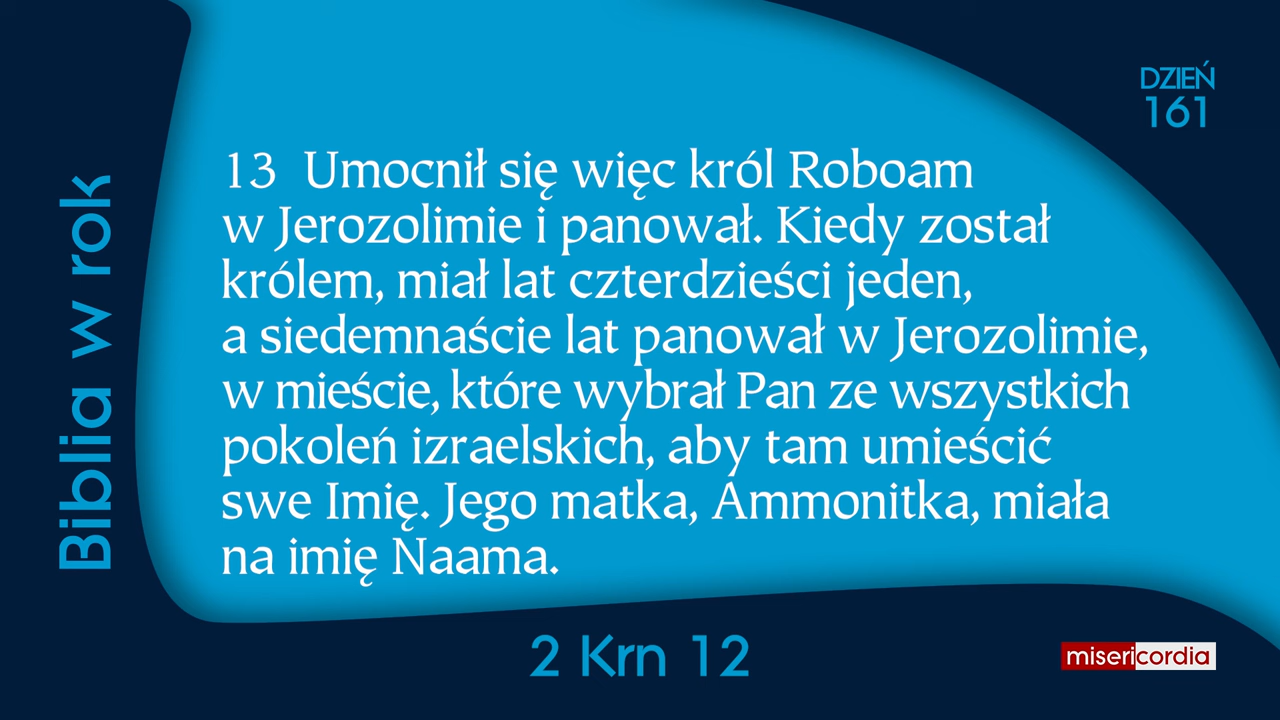 DZIEŃ
161
Biblia w rok
13 Umocnił się więc król Roboam
w Jerozolimie i panował. Kiedy został
królem, miał lat czterdzieści jeden,
a siedemnaście lat panował w Jerozolimie,
w mieście, które wybrał Pan ze wszystkich
pokoleń izraelskich, aby tam umieścić
swe Imię. Jego matka, Ammonitka, miała
na imię Naama.
2 Krn 12
misericordia